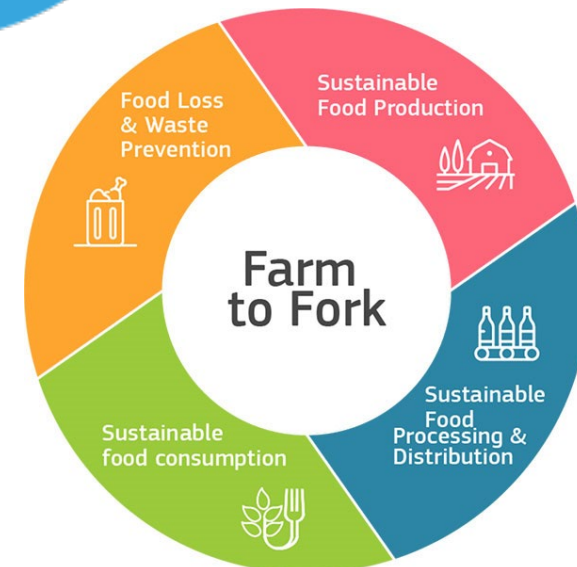 Food Loss
& Waste
Prevention
Sustainable
Food Production
Farm
to Fork
Sustainable
Food
Processing &
Distribution
Sustainable
food consumption